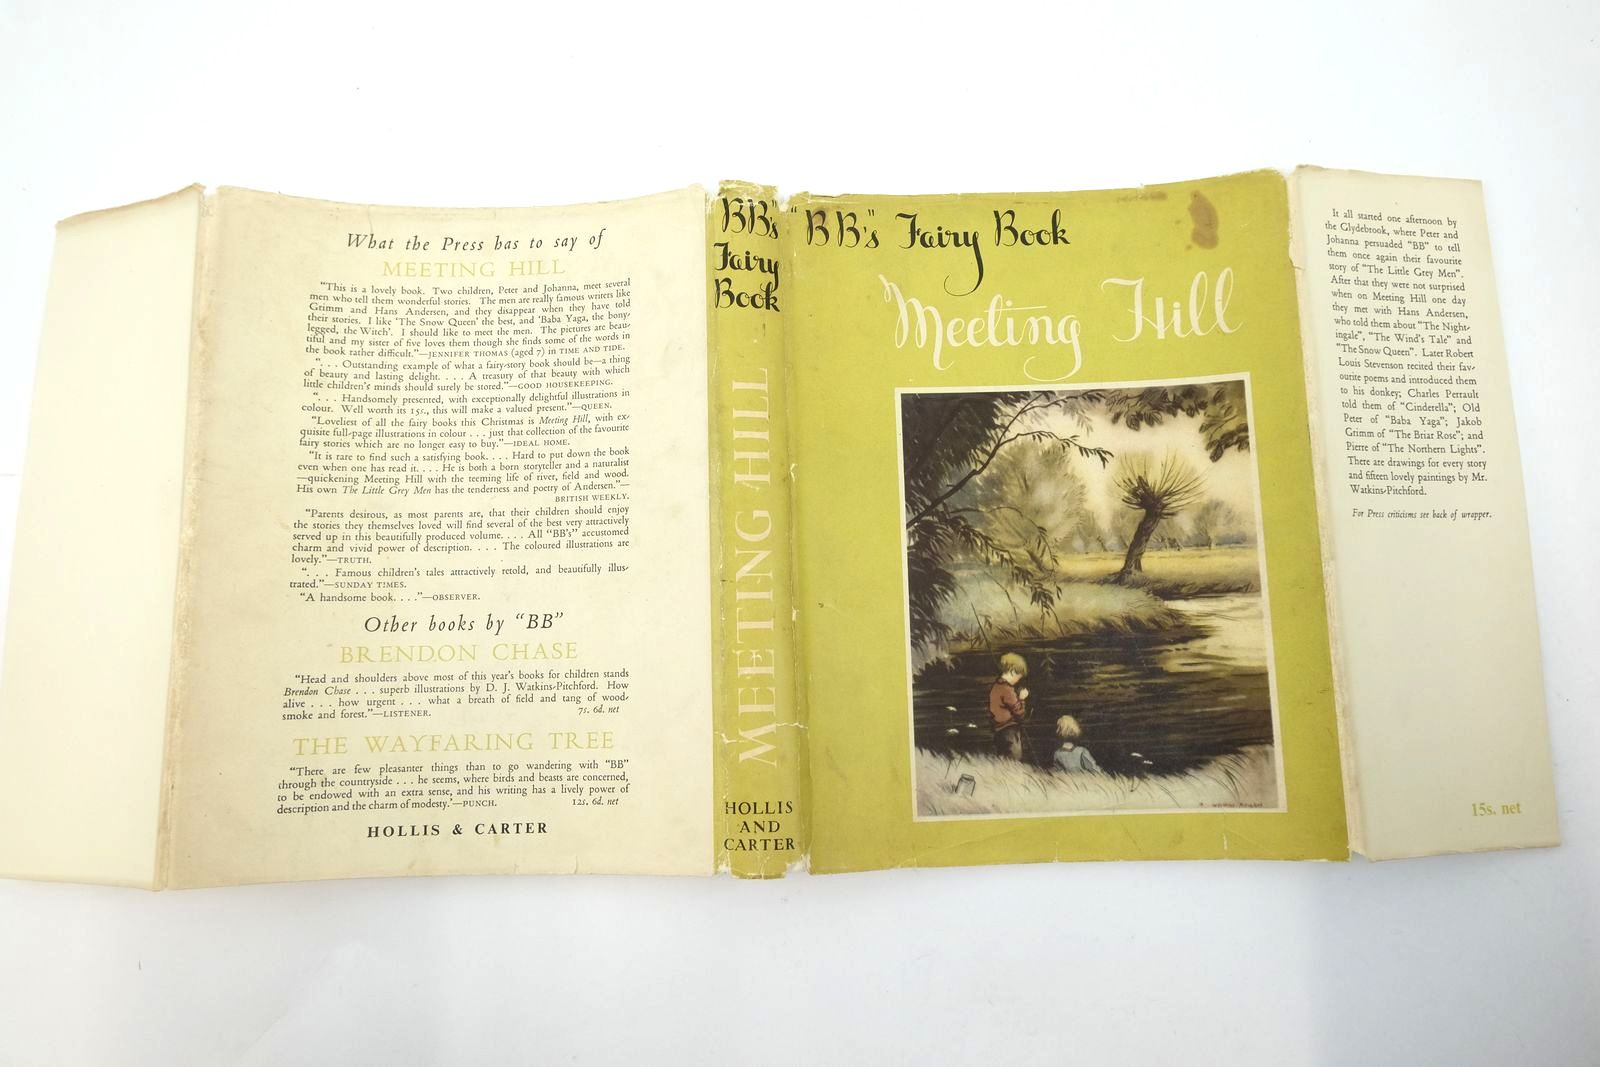 What the Press has to say of
MEETING HILL
"This is a lovely book. Two children, Peter and Johanna, meet several
men who tell them wonderful stories. The men are really famous writers like
Grimm and Hans Andersen, and they disappear when they have told
their stories. I like 'The Snow Queen' the best, and 'Baba Yaga, the bony-
legged, the Witch'. I should like to meet the men. The pictures are beau-
tiful and my sister of five loves them though she finds some of the words in
the book rather difficult."—JENNIFER THOMAS (aged 7) in TIME AND TIDE.
". . . Outstanding example of what a fairy-story book should be—a thing
of beauty and lasting delight. . . . A treasury of that beauty with which
little children's minds should surely be stored."—GOOD HOUSEKEEPING.
". . . Handsomely presented, with exceptionally delightful illustrations in
colour. Well worth its 15s., this will make a valued present."—QUEEN.
"Loveliest of all the fairy books this Christmas is Meeting Hill, with ex-
quisite full-page illustrations in colour . . . just that collection of the favourite
fairy stories which are no longer easy to buy."—IDEAL HOME.
"It is rare to find such a satisfying book. . . . Hard to put down the book
even when one has read it. . . . He is both a born storyteller and a naturalist
—quickening Meeting Hill with the teeming life of river, field and wood.
His own The Little Grey Men has the tenderness and poetry of Andersen."—
BRITISH WEEKLY.
"Parents desirous, as most parents are, that their children should enjoy
the stories they themselves loved will find several of the best very attractively
served up in this beautifully produced volume. . . . All "BB's" accustomed
charm and vivid power of description. . . . The coloured illustrations are
lovely."—TRUTH.
". . . Famous children's tales attractively retold, and beautifully illus-
trated."—SUNDAY TIMES.
"A handsome book. . . ."—OBSERVER.
Other books by "BB"
BRENDON CHASE
"Head and shoulders above most of this year's books for children stands
Brendon Chase . . . superb illustrations by D. J. Watkins-Pitchford. How
alive . . . how urgent . . . what a breath of field and tang of wood-
smoke and forest."—LISTENER. 7s. 6d. net
THE WAYFARING TREE
"There are few pleasanter things than to go wandering with "BB"
through the countryside . . . he seems, where birds and beasts are concerned,
to be endowed with an extra sense, and his writing has a lively power of
description and the charm of modesty.'—PUNCH. 12s. 6d. net
HOLLIS & CARTER
"BB's"
Fairy
Book
MEETING HILL
HOLLIS
AND
CARTER
"BB's" Fairy Book
Meeting Hill
It all started one afternoon by
the Glydebrook, where Peter and
Johanna persuaded "BB" to tell
them once again their favourite
story of "The Little Grey Men".
After that they were not surprised
when on Meeting Hill one day
they met with Hans Andersen,
who told them about "The Night-
ingale", "The Wind's Tale" and
"The Snow Queen". Later Robert
Louis Stevenson recited their fav-
ourite poems and introduced them
to his donkey; Charles Perrault
told them of "Cinderella"; Old
Peter of "Baba Yaga"; Jakob
Grimm of "The Briar Rose"; and
Pierre of "The Northern Lights".
There are drawings for every story
and fifteen lovely paintings by Mr.
Watkins-Pitchford.
For Press criticisms see back of wrapper.
15s. net